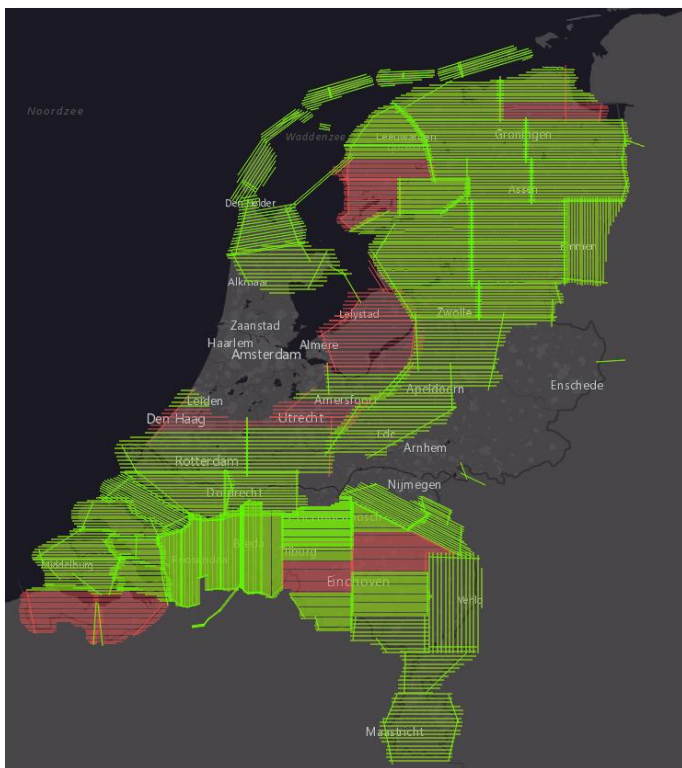 Noordzee
Waddenzee
Leeuwarden
Groningen
Assen
Den Helder
Emmen
Alkmaar
Lelystad
Zwolle
Zaanstad
Haarlem
Almere
Amsterdam
Enschede
Apeldoorn
Leiden
Amersfoort
Den Haag
Utrecht
Ede
Arnhem
Rotterdam
Nijmegen
Dordrecht
Breda
Tilburg
Roosendaal
Middelburg
Eindhoven
Venlo
Maastricht